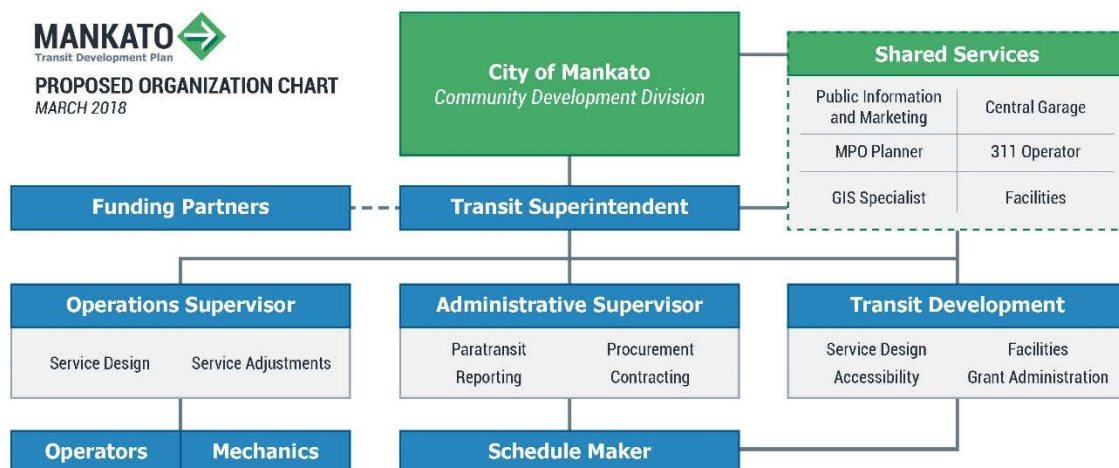 MANKATO
Transit Development Plan
PROPOSED ORGANIZATION CHART
MARCH 2018
City of Mankato
Community Development Division
Shared Services
Public Information
and Marketing
Central Garage
MPO Planner
311 Operator
GIS Specialist
Facilities
Funding Partners
Transit Superintendent
Operations Supervisor
Service Design
Service Adjustments
Administrative Supervisor
Paratransit
Procurement
Reporting
Contracting
Transit Development
Service Design
Facilities
Accessibility
Grant Administration
Operators
Mechanics
Schedule Maker